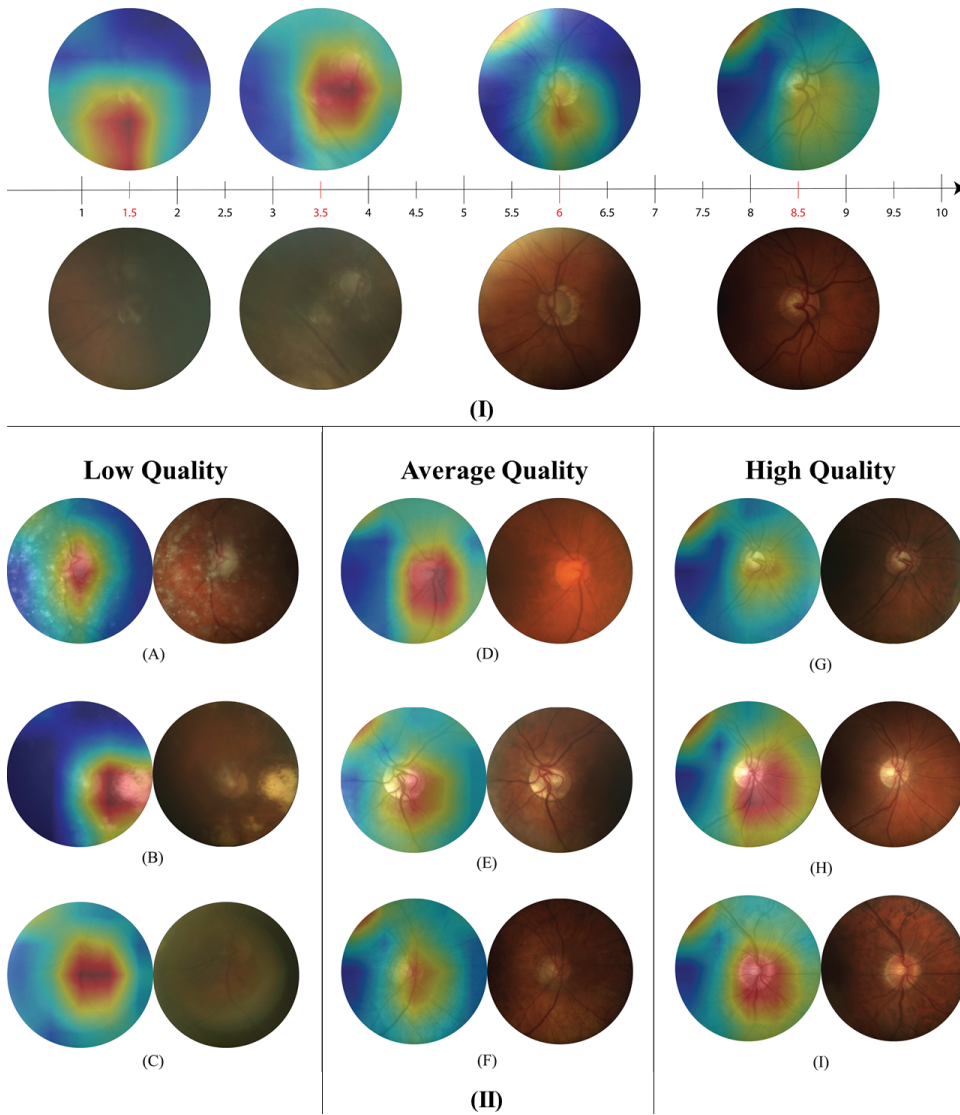 1 1.5 2 2.5 3 3.5 4 4.5 5 5.5 6 6.5 7 7.5 8 8.5 9 9.5 10
(I)
Low Quality Average Quality High Quality
(A) (D) (G)
(B) (E) (H)
(C) (F) (I)
(II)